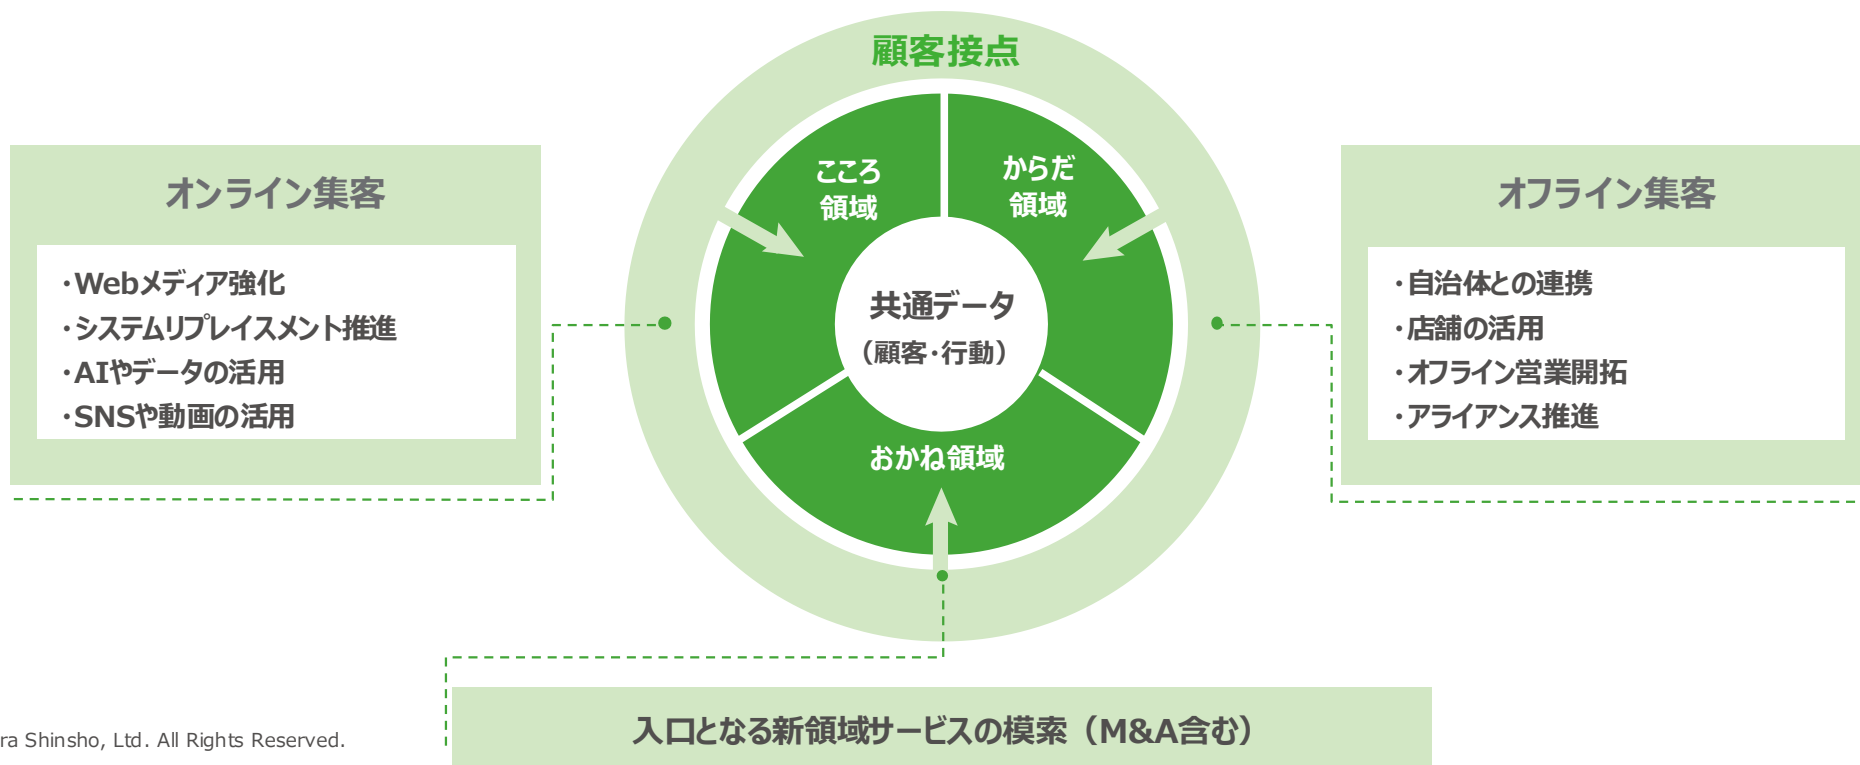 顧客接点
こころ
領域
からだ
領域
共通データ
（顧客・行動）
おかね領域
オンライン集客
・Webメディア強化
・システムリプレイスメント推進
・AIやデータの活用
・SNSや動画の活用
オフライン集客
・自治体との連携
・店舗の活用
・オフライン営業開拓
・アライアンス推進
入口となる新領域サービスの模索（M&A含む）
ra Shinsho, Ltd. All Rights Reserved.